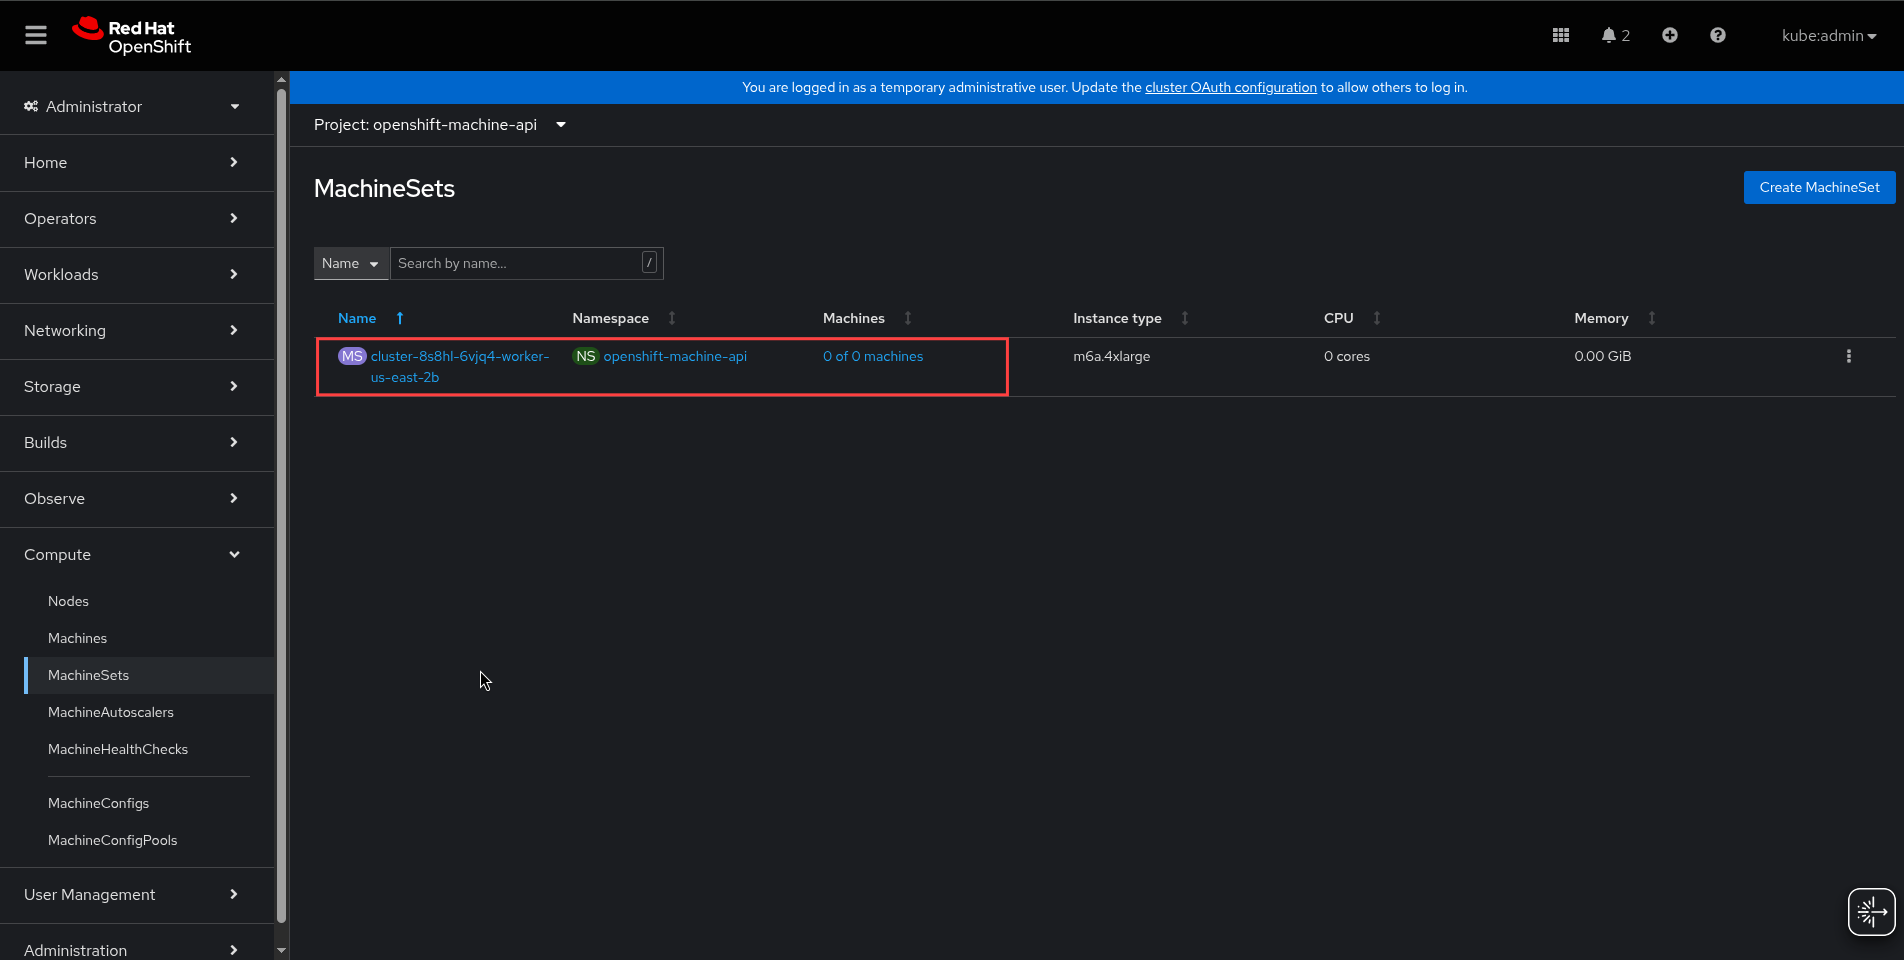 Red Hat
OpenShift
2
kube:admin
You are logged in as a temporary administrative user. Update the cluster OAuth configuration to allow others to log in.
Administrator
Home
Operators
Workloads
Networking
Storage
Builds
Observe
Compute
Nodes
Machines
MachineSets
MachineAutoscalers
MachineHealthChecks
MachineConfigs
MachineConfigPools
User Management
Administration
Project: openshift-machine-api
MachineSets
Create MachineSet
Name
Search by name...
/
Name Namespace Machines Instance type CPU Memory
MS cluster-8s8hl-6vjq4-worker- NS openshift-machine-api 0 of 0 machines m6a.4xlarge 0 cores 0.00 GiB
us-east-2b